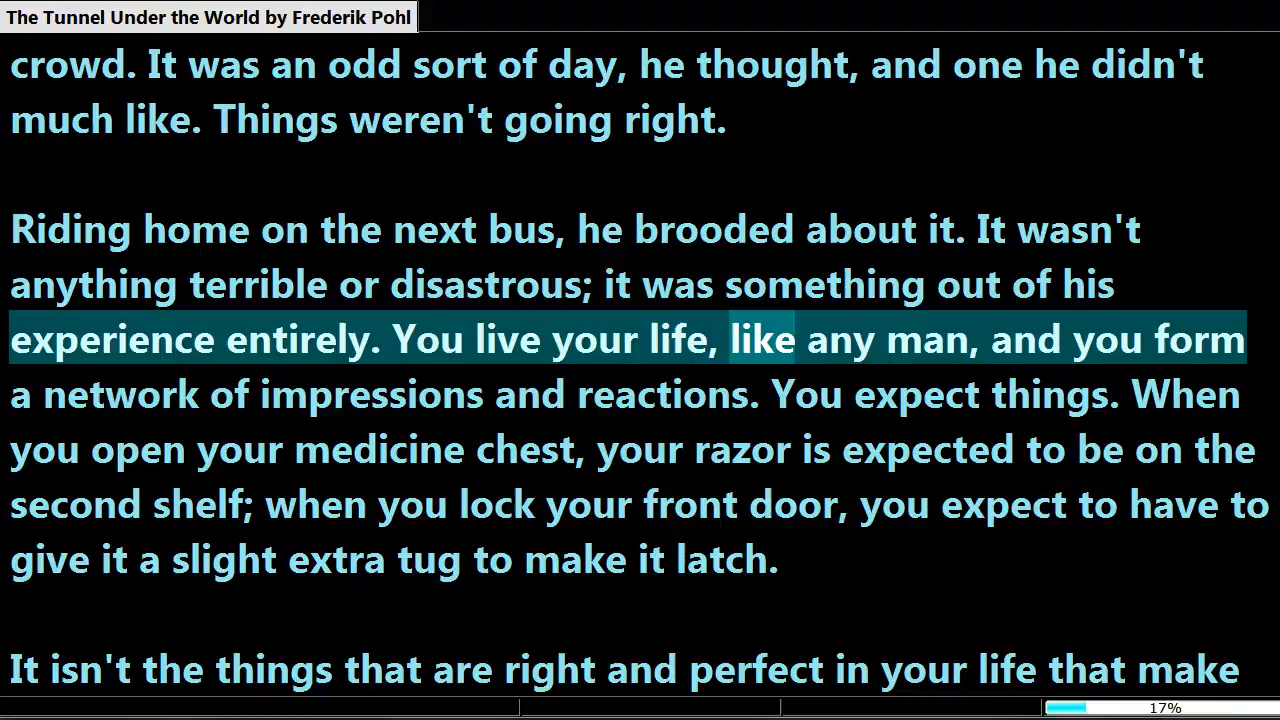 The Tunnel Under the World by Frederik Pohl
crowd. It was an odd sort of day, he thought, and one he didn't
much like. Things weren't going right.
Riding home on the next bus, he brooded about it. It wasn't
anything terrible or disastrous; it was something out of his
experience entirely. You live your life, like any man, and you form
a network of impressions and reactions. You expect things. When
you open your medicine chest, your razor is expected to be on the
second shelf; when you lock your front door, you expect to have to
give it a slight extra tug to make it latch.
It isn't the things that are right and perfect in your life that make
17%